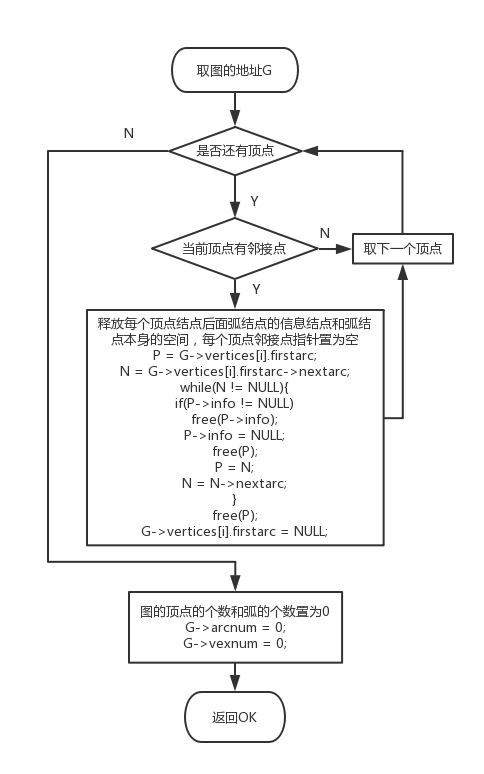 取图的地址G
N
是否还有顶点
Y
当前顶点有邻接点
N
取下一个顶点
Y
释放每个顶点结点后面弧结点的信息结点和弧结
点本身的空间，每个顶点邻接点指针置为空
P = G->vertices[i].firstarc;
N = G->vertices[i].firstarc->nextarc;
while(N != NULL){
if(P->info != NULL)
free(P->info);
P->info = NULL;
free(P);
P = N;
N = N->nextarc;
}
free(P);
G->vertices[i].firstarc = NULL;
图的顶点的个数和弧的个数置为0
G->arcnum = 0;
G->vexnum = 0;
返回OK